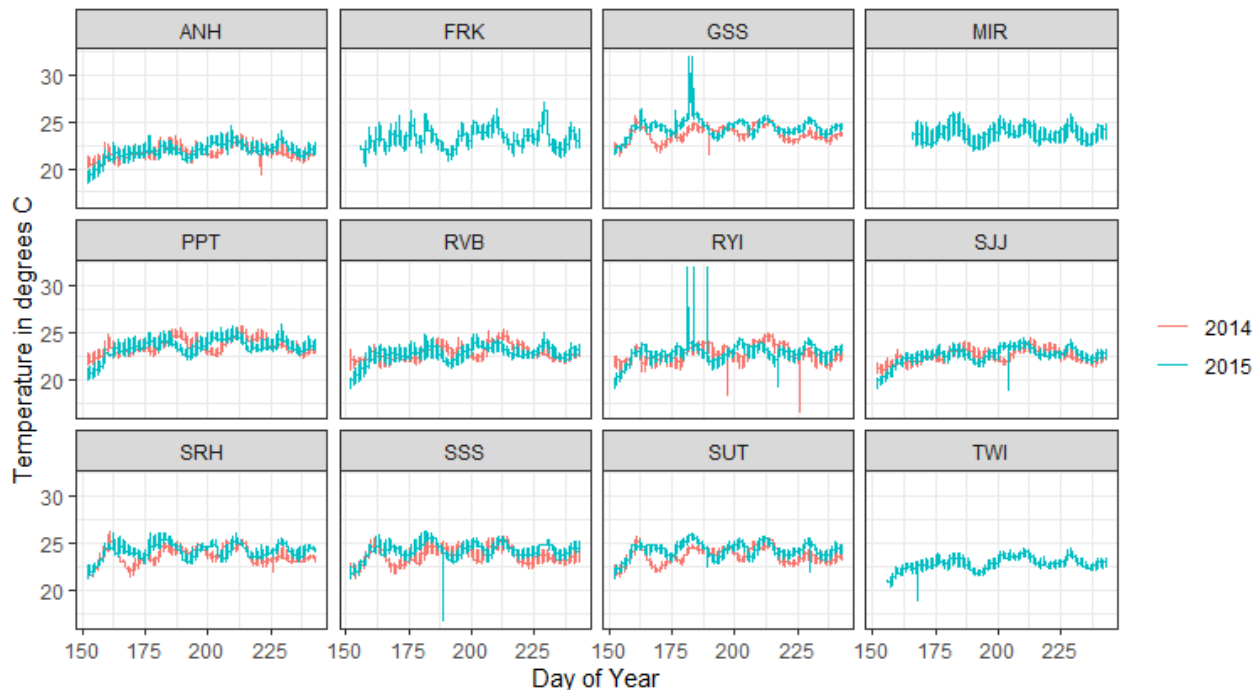 ANH FRK GSS MIR
30
25
20
PPT RVB RYI SJJ
30
25
20
SRH SSS SUT TWI
30
25
20
150 175 200 225 150 175 200 225 150 175 200 225 150 175 200 225
Day of Year
Temperature in degrees C
2014
2015